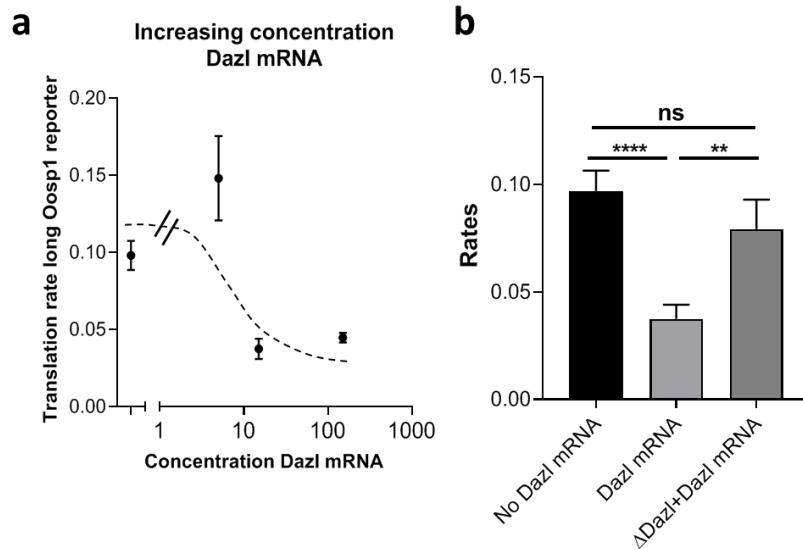 a
Increasing concentration
Dazl mRNA
Translation rate long Oosp1 reporter
0.20
0.15
0.10
0.05
0.00
1
10
100
1000
Concentration Dazl mRNA
b
Rates
0.15
0.10
0.05
0.00
ns
****
**
No Dazl mRNA
Dazl mRNA
ΔDazl+Dazl mRNA